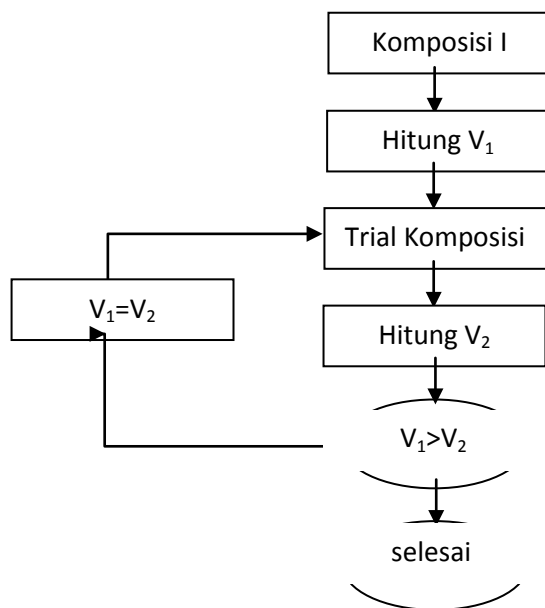 Komposisi I
Hitung V₁
Trial Komposisi
V₁=V₂
Hitung V₂
V₁>V₂
selesai